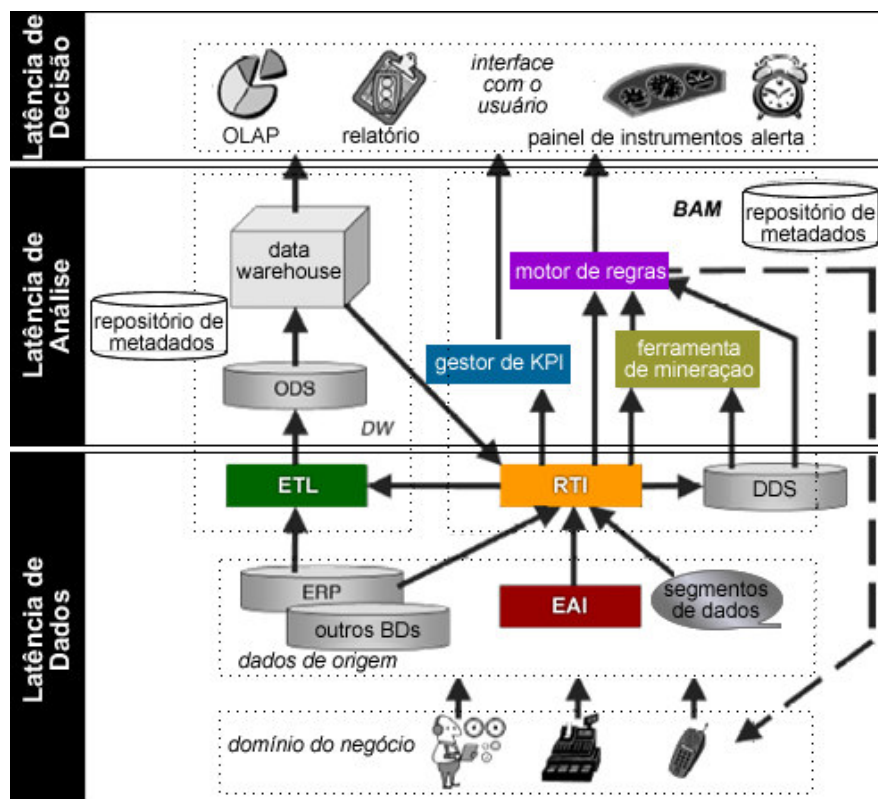 Latência de
Decisão
interface
com o
usuário
OLAP
relatório
painel de instrumentos
alerta
Latência de
Análise
BAM
repositório de
metadados
data
warehouse
motor de regras
repositório de
metadados
gestor de KPI
ferramenta
de mineraçao
ODS
DW
Latência de
Dados
ETL
RTI
DDS
ERP
outros BDs
EAI
segmentos
de dados
dados de origem
domínio do negócio